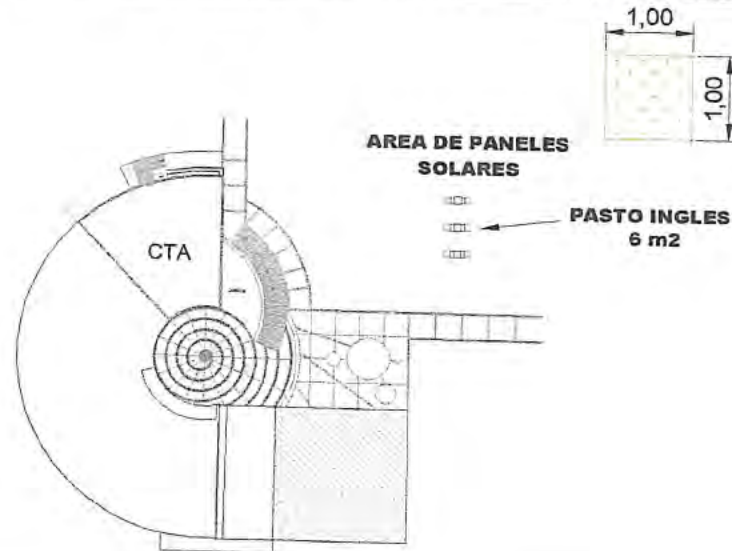 1,00
1,00
AREA DE PANELES
SOLARES
PASTO INGLES
6 m2
CTA